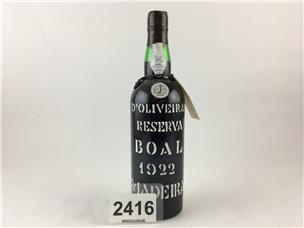 D'OLIVEIRA
RESERVA
BOAL
1922
MADEIRA
2416